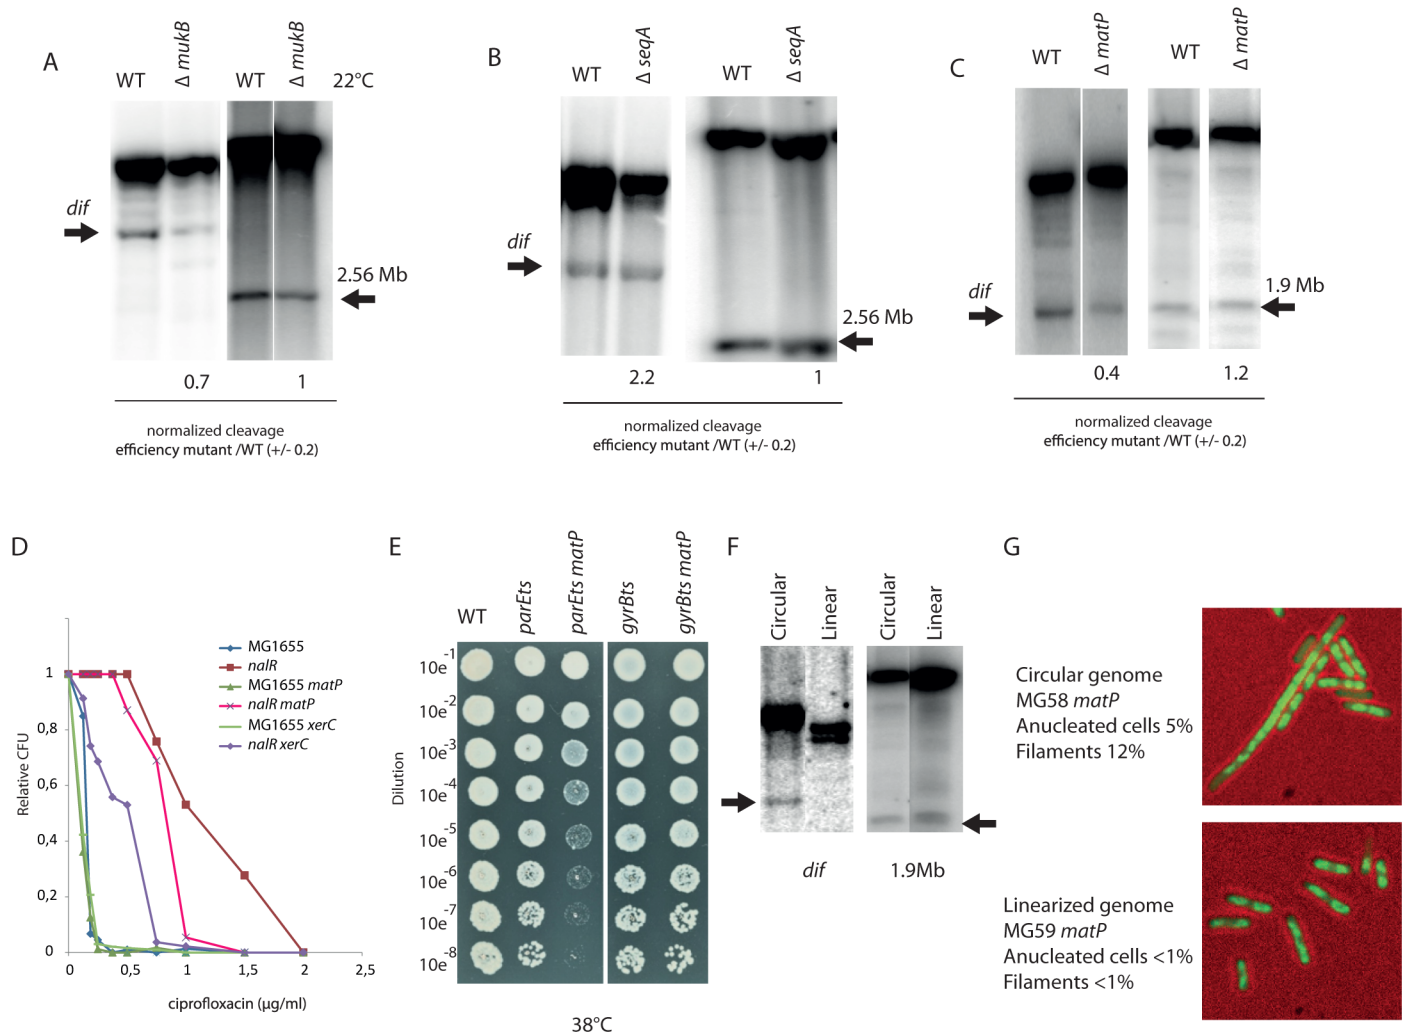 A
WT
Δ mukB
WT
Δ mukB
22°C
dif
2.56 Mb
0.7
1
normalized cleavage
efficiency mutant /WT (+/- 0.2)
B
WT
Δ seqA
WT
Δ seqA
dif
2.56 Mb
2.2
1
normalized cleavage
efficiency mutant /WT (+/- 0.2)
C
WT
Δ matP
WT
Δ matP
dif
1.9 Mb
0.4
1.2
normalized cleavage
efficiency mutant /WT (+/- 0.2)
D
Relative CFU
1
0,8
0,6
0,4
0,2
0
0
0,5
1
1,5
2
2,5
ciprofloxacin (µg/ml)
MG1655
nalR
MG1655 matP
nalR matP
MG1655 xerC
nalR xerC
E
WT
parEts
parEts matP
gyrBts
gyrBts matP
Dilution
10e-1
10e-2
10e-3
10e-4
10e-5
10e-6
10e-7
10e-8
38°C
F
Circular
Linear
Circular
Linear
dif
1.9Mb
G
Circular genome
MG58 matP
Anucleated cells 5%
Filaments 12%
Linearized genome
MG59 matP
Anucleated cells <1%
Filaments <1%